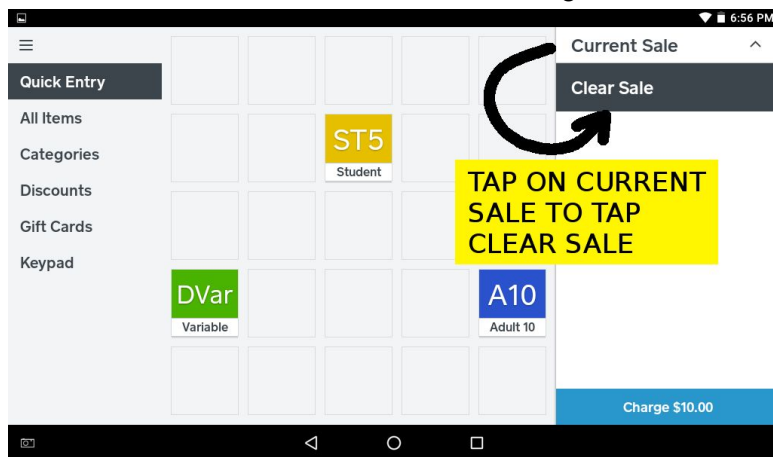 6:56 PM
Quick Entry
All Items
Categories
Discounts
Gift Cards
Keypad
ST5
Student
DVar
Variable
A10
Adult 10
Current Sale
Clear Sale
TAP ON CURRENT
SALE TO TAP
CLEAR SALE
Charge $10.00